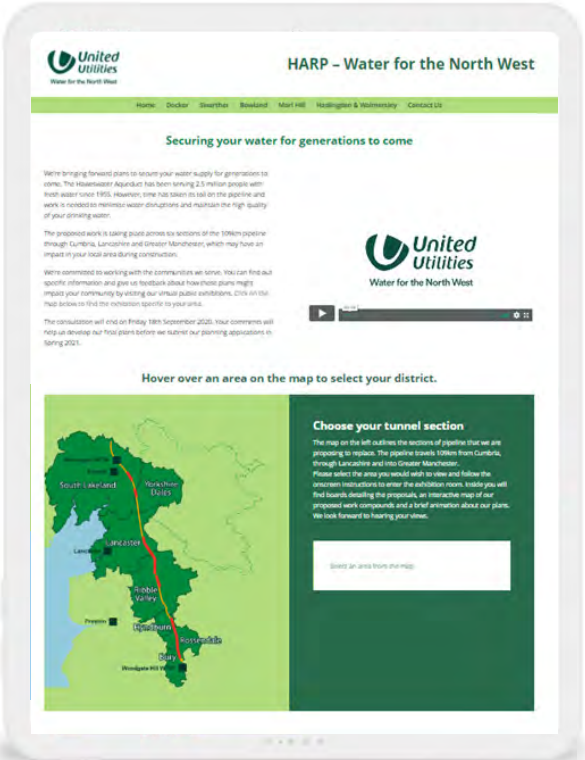 United
Utilities
Water for the North West
HARP – Water for the North West
Home Docker Swarther Bowland Marl Hill Haslingden & Walmersley Contact Us
Securing your water for generations to come
We're bringing forward plans to secure your water supply for generations to
come. The Haweswater Aqueduct has been serving 2.5 million people with
fresh water since 1955. However, time has taken its toll on the pipeline and
work is needed to minimise water disruptions and maintain the high quality
of your drinking water.
The proposed work is taking place across six sections of the 109km pipeline
through Cumbria, Lancashire and Greater Manchester, which may have an
impact in your local area during construction.
We're committed to working with the communities we serve. You can find out
specific information and give us feedback about how these plans might
impact your community by visiting our virtual public exhibitions. Click on the
map below to find the exhibition specific to your area.
The consultation will end on Friday 18th September 2020. Your comments will
help us develop our final plans before we submit our planning applications in
Spring 2021.
United
Utilities
Water for the North West
Hover over an area on the map to select your district.
South Lakeland
Yorkshire
Dales
Lancaster
Lancaster
Ribble
Valley
Preston
Hyndburn
Rossendale
Bury
Woodgate Hill
Choose your tunnel section
The map on the left outlines the sections of pipeline that we are
proposing to replace. The pipeline travels 109km from Cumbria,
through Lancashire and into Greater Manchester.
Please select the area you would wish to view and follow the
onscreen instructions to enter the exhibition room. Inside you will
find boards detailing the proposals, an interactive map of our
proposed work compounds and a brief animation about our plans.
We look forward to hearing your views.
Select an area from the map